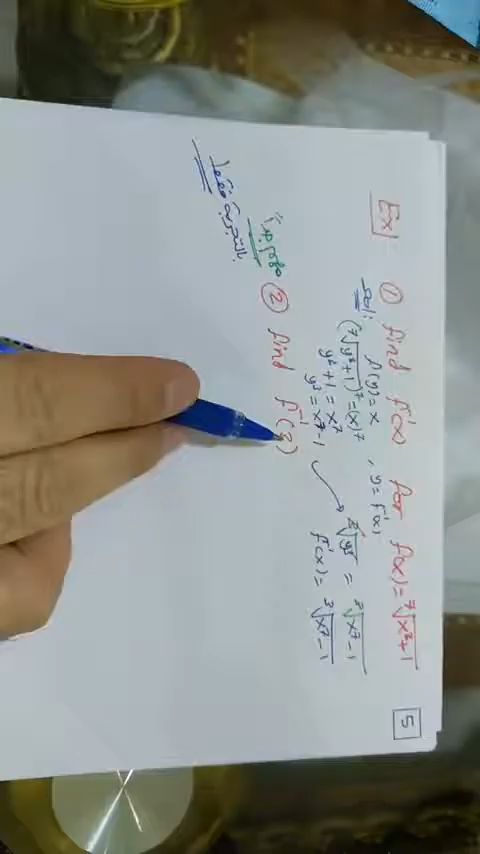 Ex1 ① find f⁻¹(x) for f(x) = ⁷√(x³+1)
5
sol: f(y) = x , y = f⁻¹(x)
(⁷√(y³+1))⁷ = (x)⁷
y³+1 = x⁷
y³ = x⁷-1
³√y³ = ³√(x⁷-1)
f⁻¹(x) = ³√(x⁷-1)
② find f⁻¹(3)